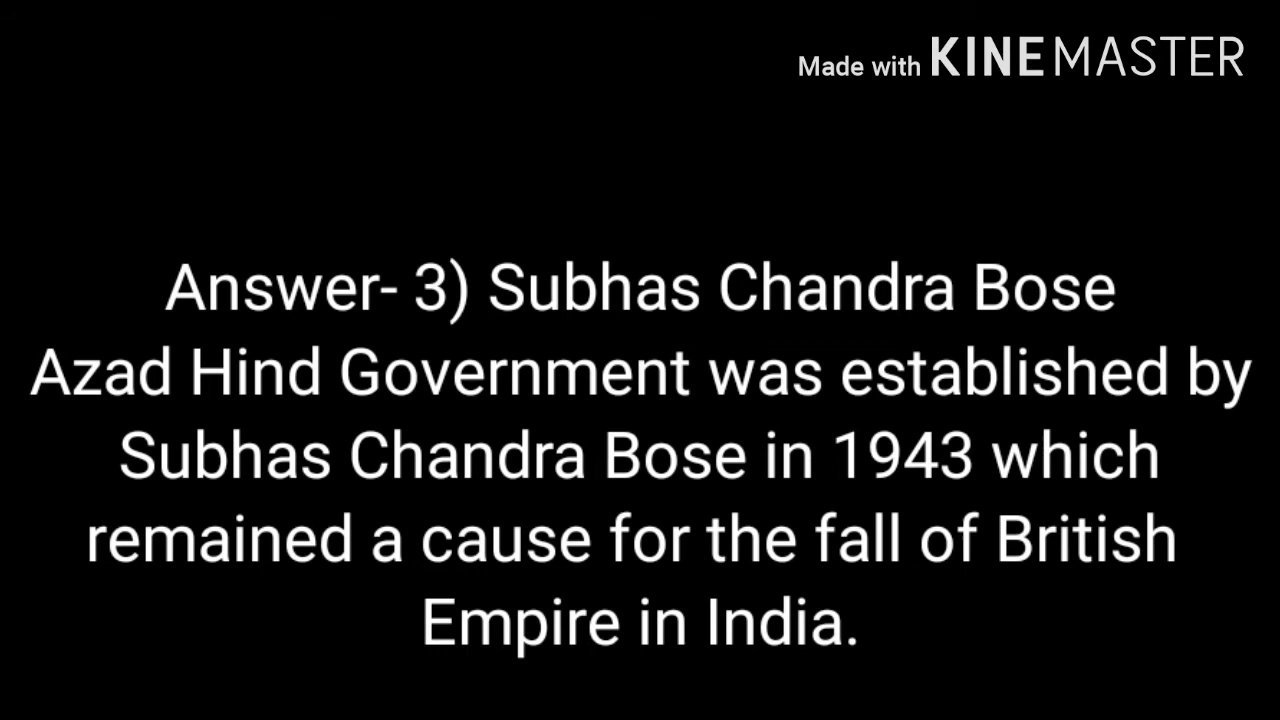 Made with KINEMASTER
Answer- 3) Subhas Chandra Bose
Azad Hind Government was established by
Subhas Chandra Bose in 1943 which
remained a cause for the fall of British
Empire in India.